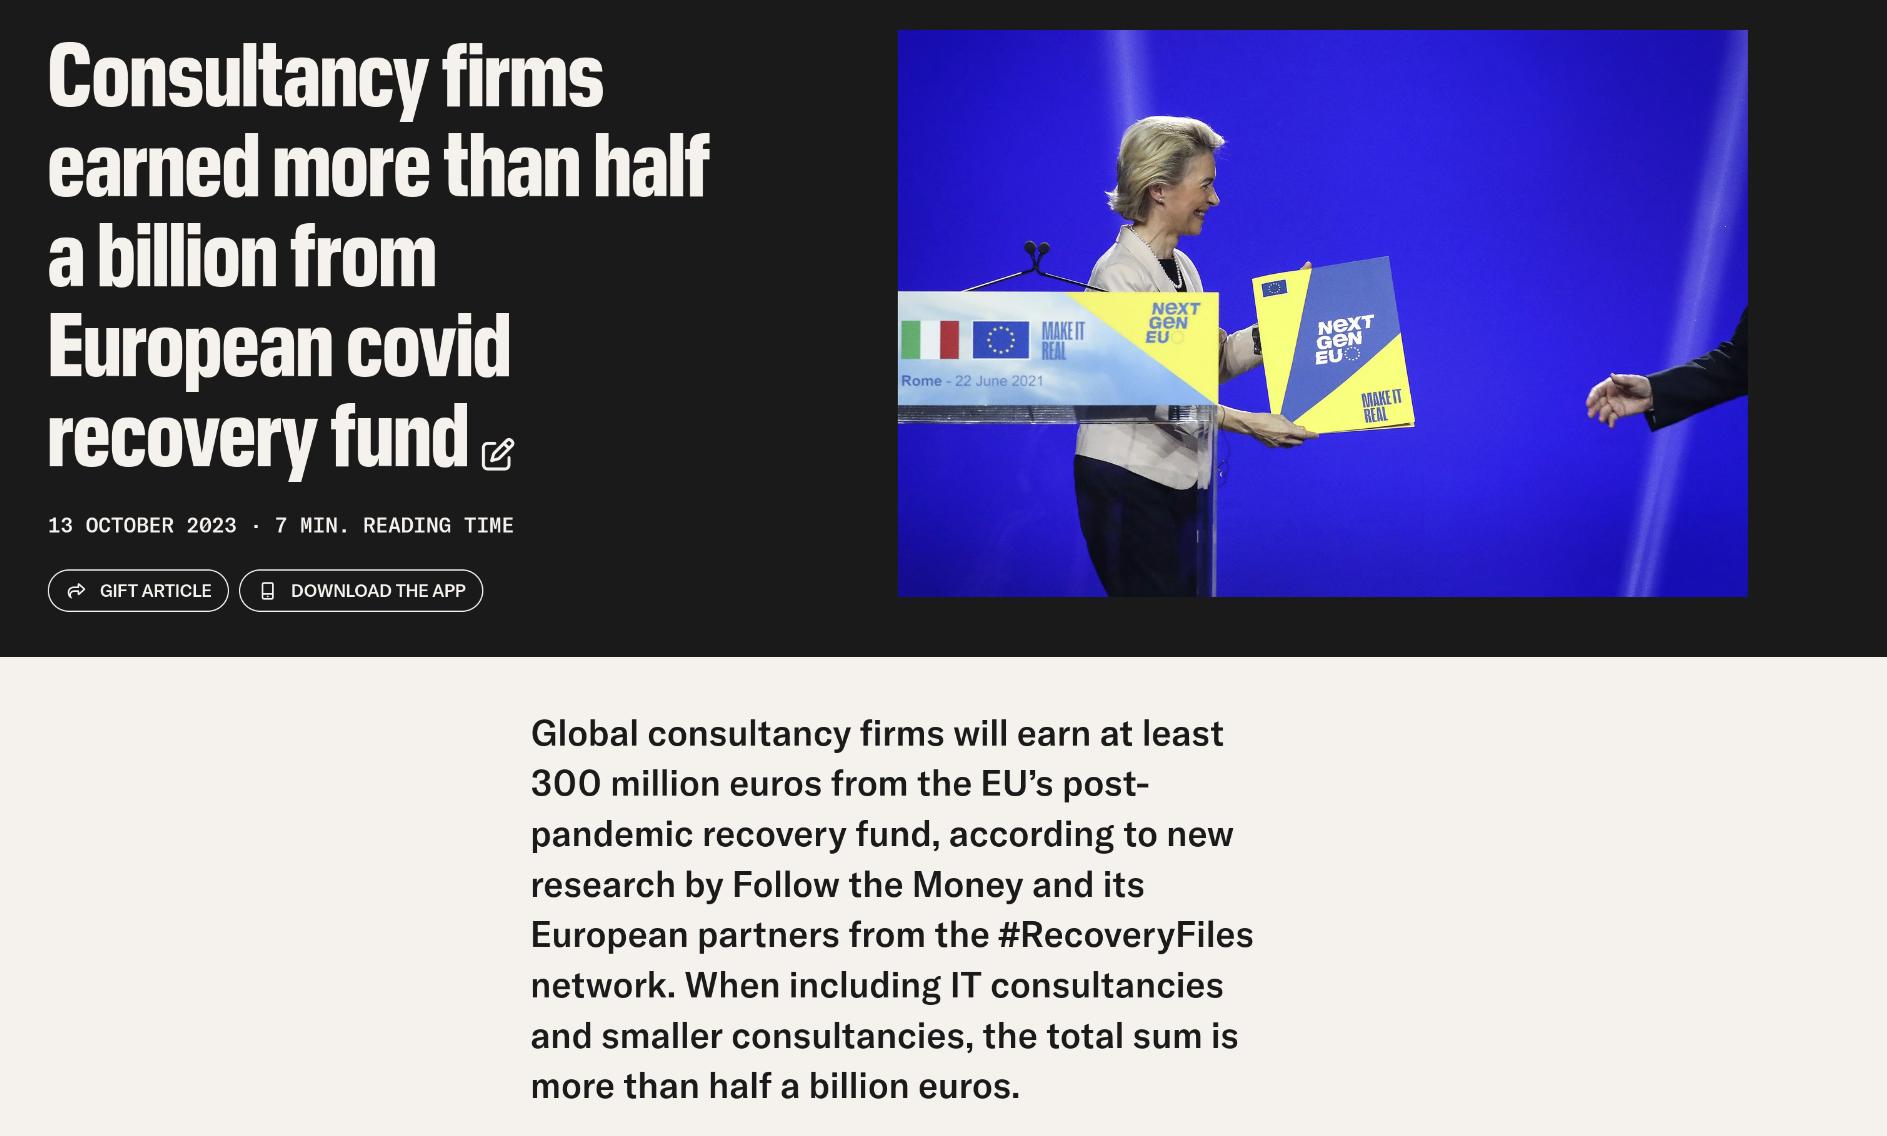 Consultancy firms
earned more than half
a billion from
European covid
recovery fund
13 OCTOBER 2023 · 7 MIN. READING TIME
GIFT ARTICLE
DOWNLOAD THE APP
MAKE IT
REAL
NEXT
GEN
EU
Rome - 22 June 2021
NEXT
GEN
EU
MAKE IT
REAL
Global consultancy firms will earn at least
300 million euros from the EU’s post-
pandemic recovery fund, according to new
research by Follow the Money and its
European partners from the #RecoveryFiles
network. When including IT consultancies
and smaller consultancies, the total sum is
more than half a billion euros.